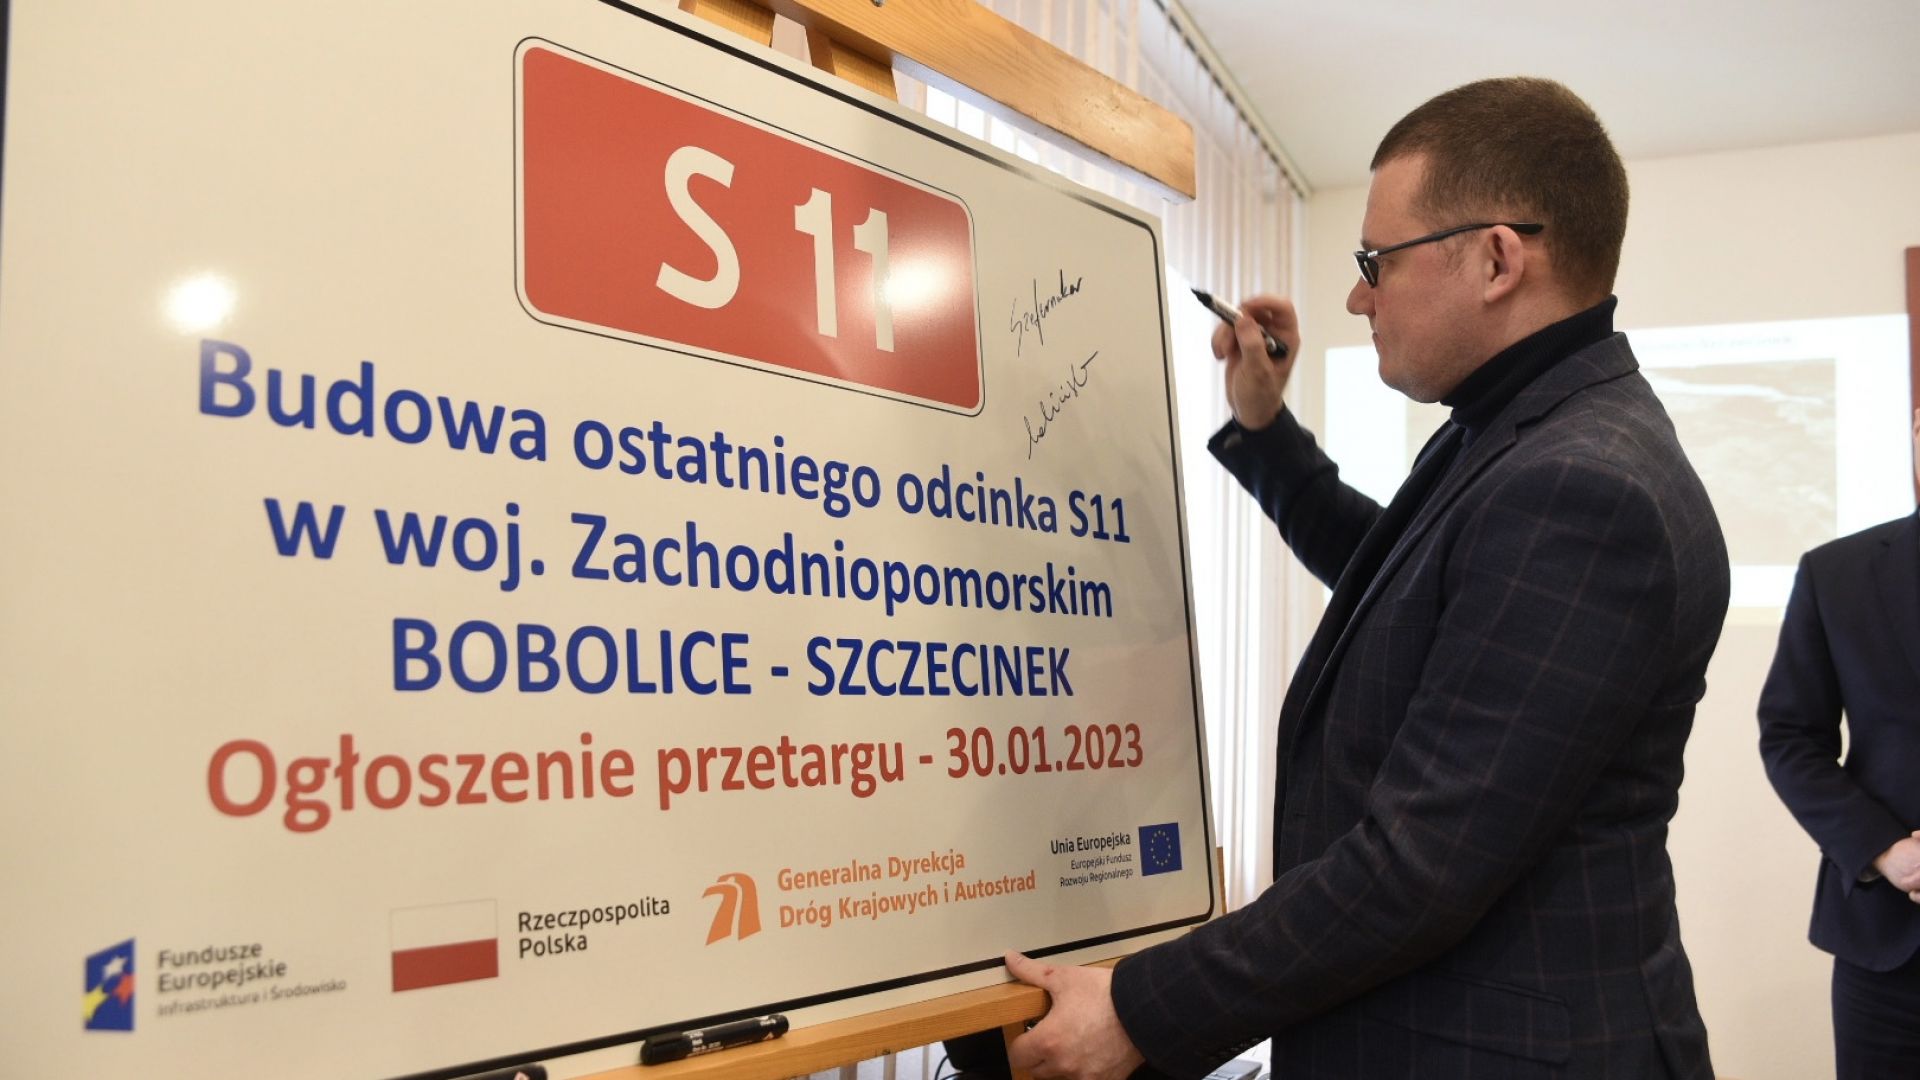 S 11
Budowa ostatniego odcinka S11
w woj. Zachodniopomorskim
BOBOLICE - SZCZECINEK
Ogłoszenie przetargu - 30.01.2023
Fundusze
Europejskie
Infrastruktura i Środowisko
Rzeczpospolita
Polska
Generalna Dyrekcja
Dróg Krajowych i Autostrad
Unia Europejska
Europejski Fundusz
Rozwoju Regionalnego